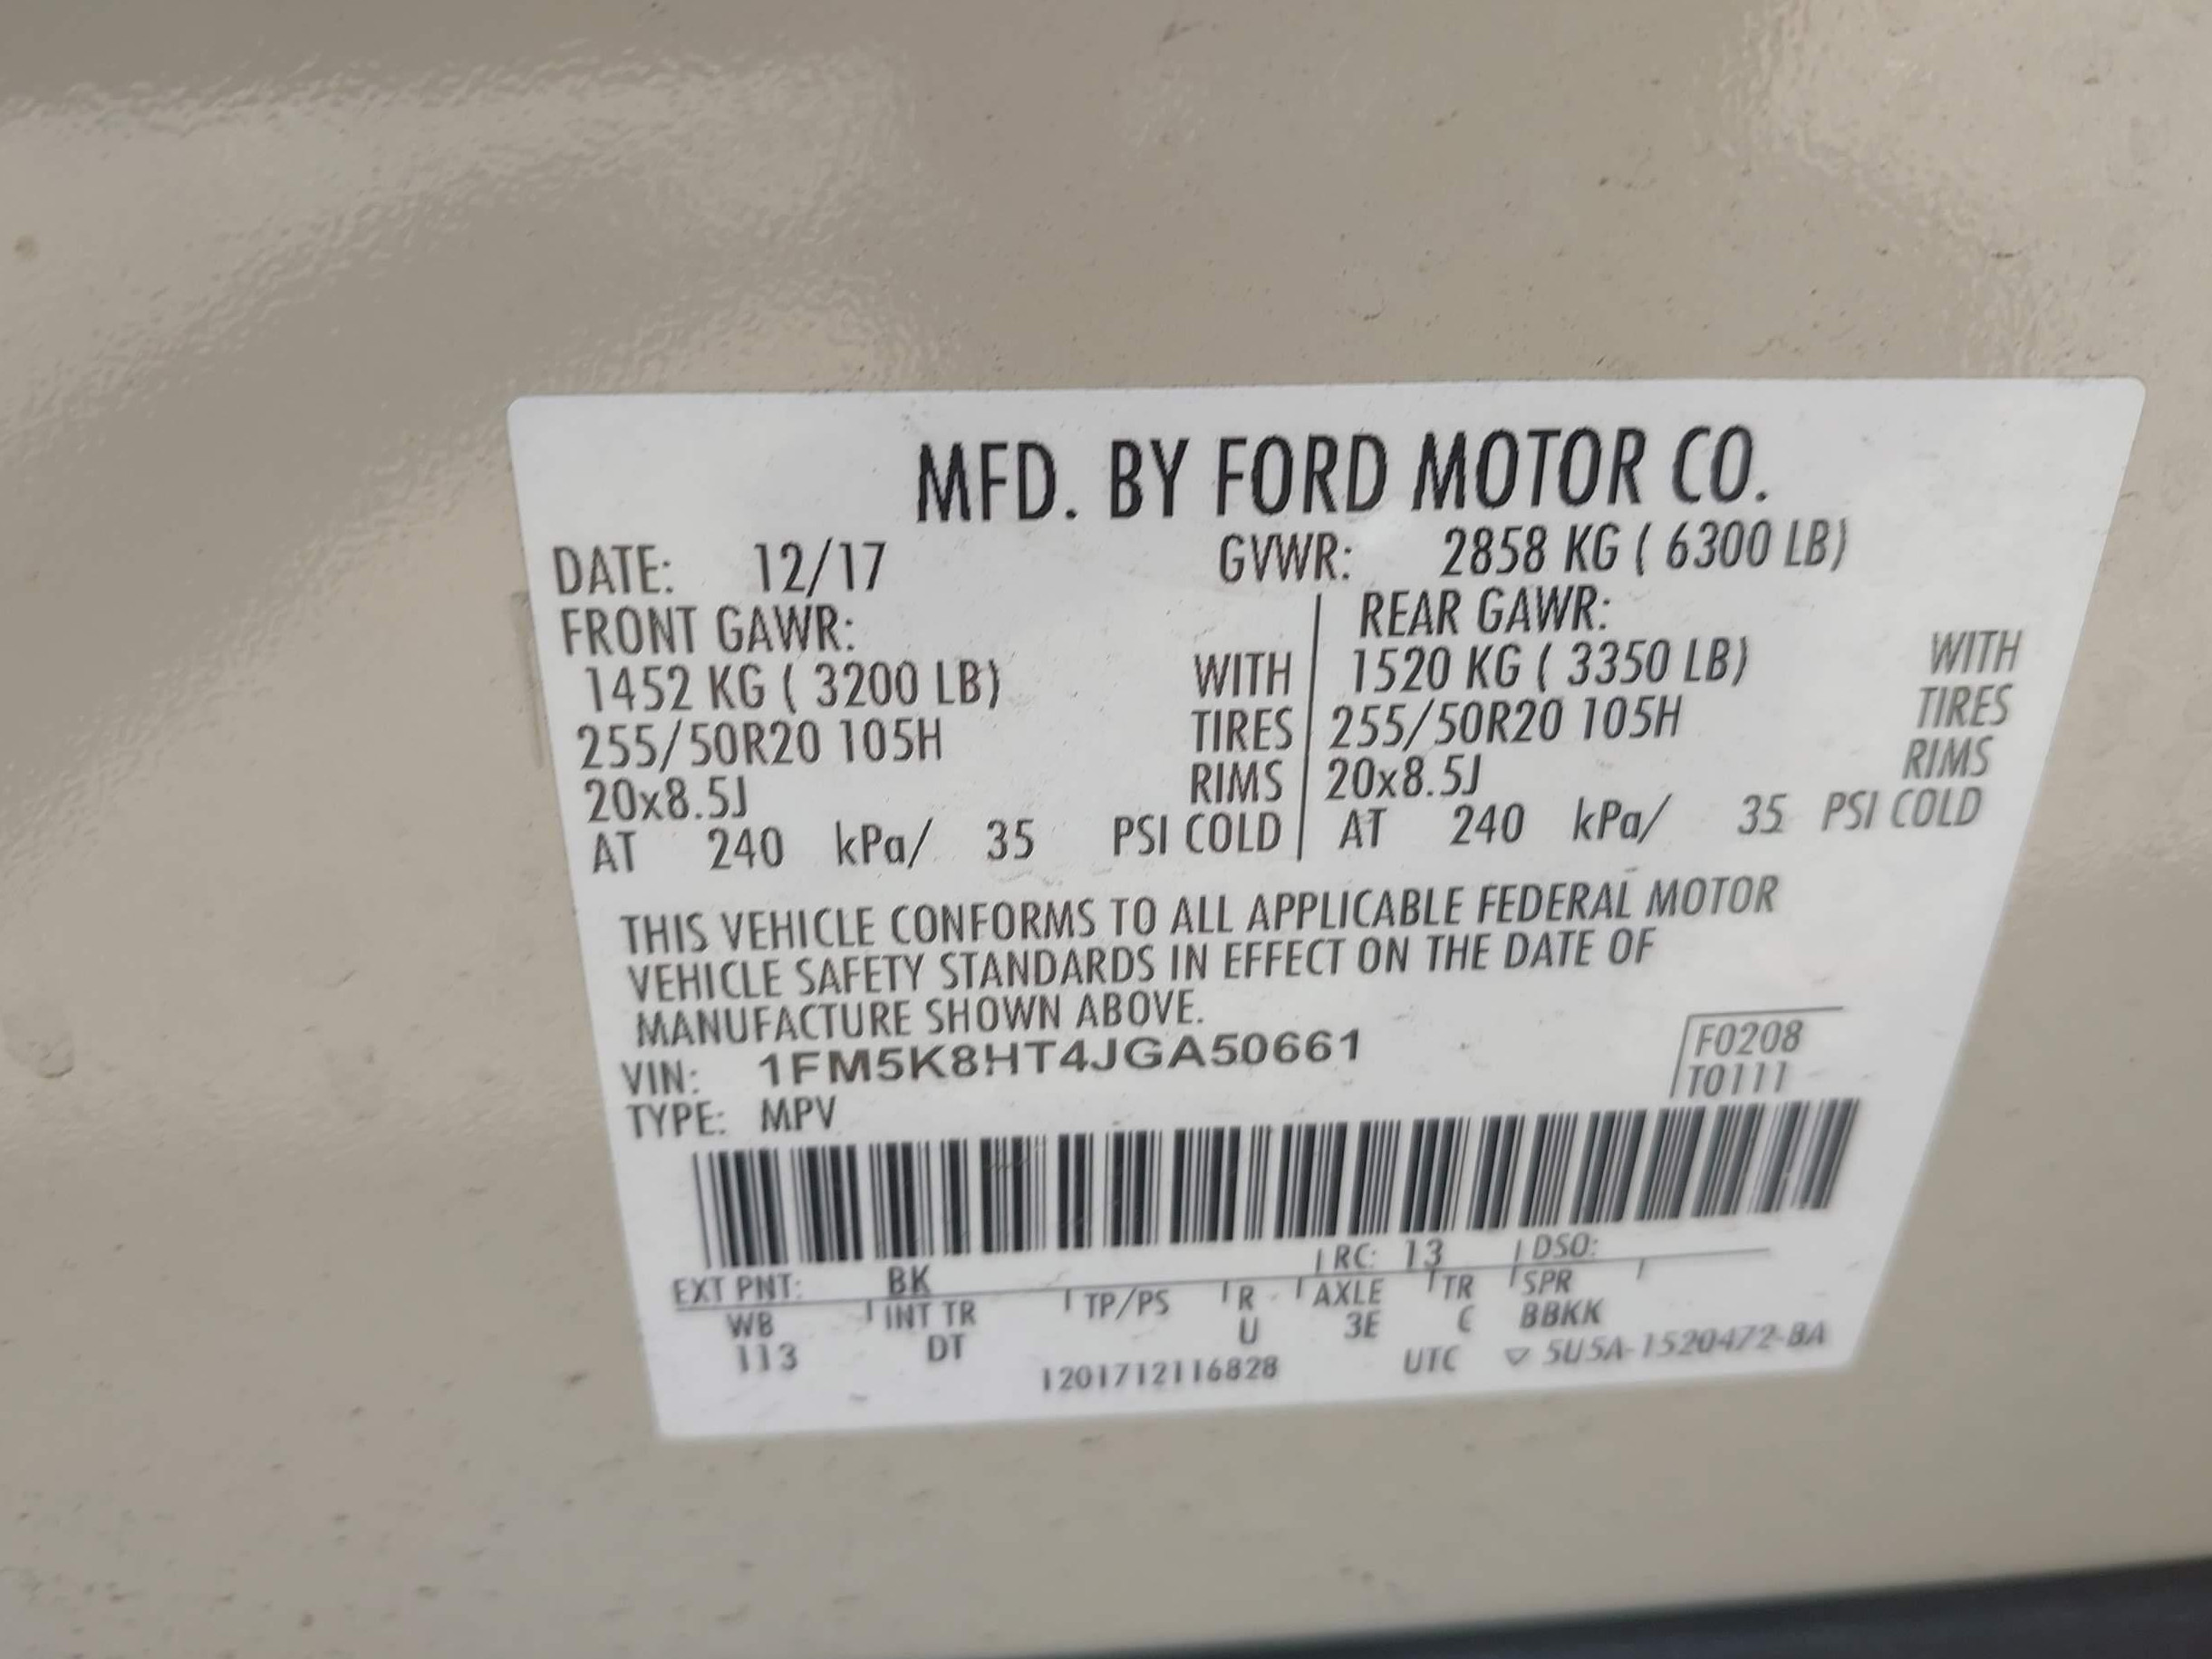 MFD. BY FORD MOTOR CO.
DATE: 12/17 GVWR: 2858 KG ( 6300 LB)
FRONT GAWR: REAR GAWR:
1452 KG ( 3200 LB) WITH 1520 KG ( 3350 LB) WITH
255/50R20 105H TIRES 255/50R20 105H TIRES
20x8.5J RIMS 20x8.5J RIMS
AT 240 kPa/ 35 PSI COLD AT 240 kPa/ 35 PSI COLD
THIS VEHICLE CONFORMS TO ALL APPLICABLE FEDERAL MOTOR
VEHICLE SAFETY STANDARDS IN EFFECT ON THE DATE OF
MANUFACTURE SHOWN ABOVE.
VIN: 1FM5K8HT4JGA50661
TYPE: MPV
F0208
T0111
EXT PNT: BK RC: 13 DSO:
WB INT TR TP/PS R AXLE TR SPR
113 DT U 3E C BBKK
1201712116828 UTC ▽ 5U5A-1520472-BA